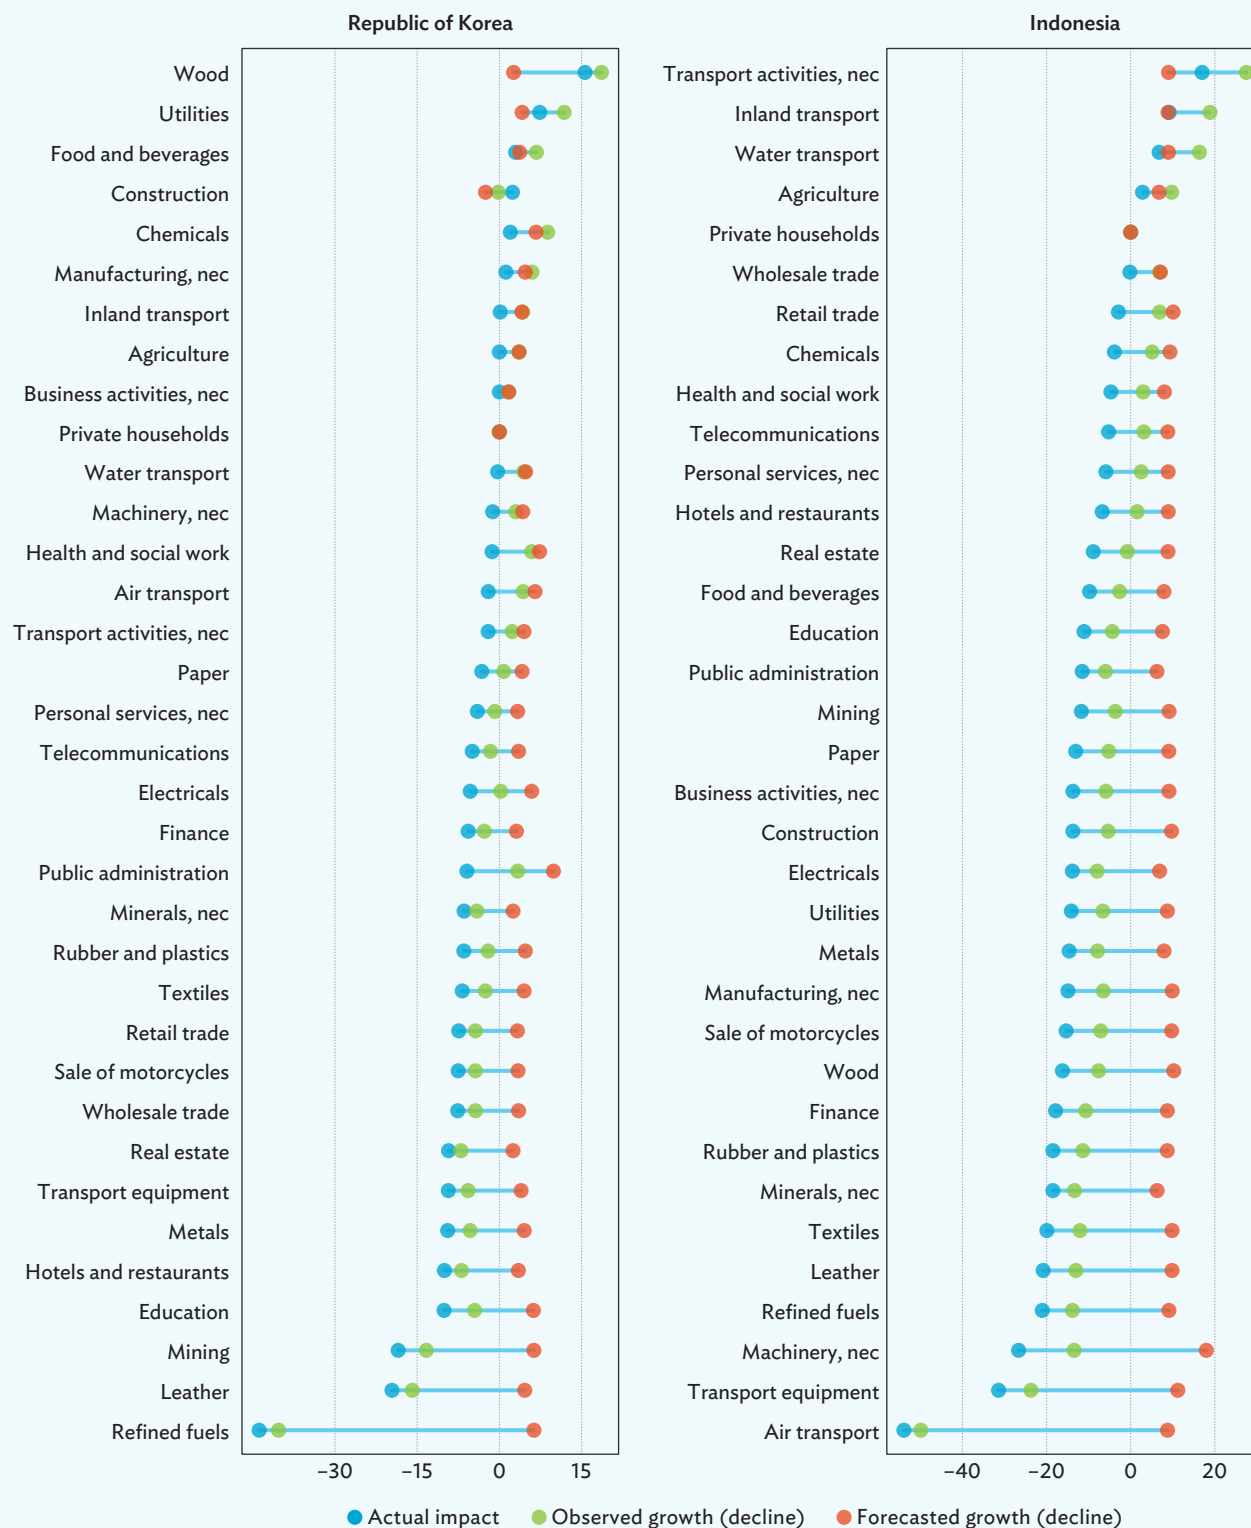 Republic of Korea
Wood
Utilities
Food and beverages
Construction
Chemicals
Manufacturing, nec
Inland transport
Agriculture
Business activities, nec
Private households
Water transport
Machinery, nec
Health and social work
Air transport
Transport activities, nec
Paper
Personal services, nec
Telecommunications
Electricals
Finance
Public administration
Minerals, nec
Rubber and plastics
Textiles
Retail trade
Sale of motorcycles
Wholesale trade
Real estate
Transport equipment
Metals
Hotels and restaurants
Education
Mining
Leather
Refined fuels
–30 –15 0 15
Indonesia
Transport activities, nec
Inland transport
Water transport
Agriculture
Private households
Wholesale trade
Retail trade
Chemicals
Health and social work
Telecommunications
Personal services, nec
Hotels and restaurants
Real estate
Food and beverages
Education
Public administration
Mining
Paper
Business activities, nec
Construction
Electricals
Utilities
Metals
Manufacturing, nec
Sale of motorcycles
Wood
Finance
Rubber and plastics
Minerals, nec
Textiles
Leather
Refined fuels
Machinery, nec
Transport equipment
Air transport
–40 –20 0 20
Actual impact Observed growth (decline) Forecasted growth (decline)